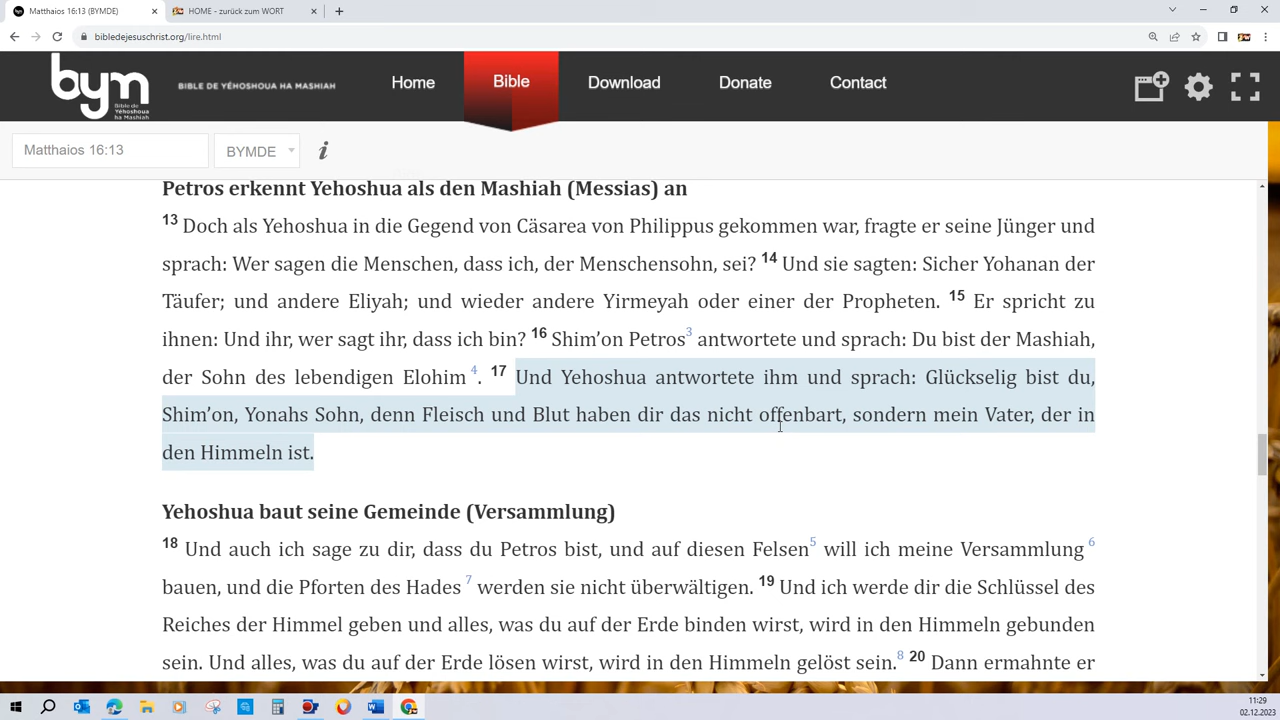 Matthaios 16:13 (BYMDE)
HOME - zurück zum WORT
bibledejesuschrist.org/lire.html
bym
Bible de
Yéhoshoua
ha Mashiah
BIBLE DE YÉHOSHOUA HA MASHIAH
Home
Bible
Download
Donate
Contact
Matthaios 16:13
BYMDE
i
Petros erkennt Yehoshua als den Mashiah (Messias) an
13 Doch als Yehoshua in die Gegend von Cäsarea von Philippus gekommen war, fragte er seine Jünger und
sprach: Wer sagen die Menschen, dass ich, der Menschensohn, sei? 14 Und sie sagten: Sicher Yohanan der
Täufer; und andere Eliyah; und wieder andere Yirmeyah oder einer der Propheten. 15 Er spricht zu
ihnen: Und ihr, wer sagt ihr, dass ich bin? 16 Shim’on Petros3 antwortete und sprach: Du bist der Mashiah,
der Sohn des lebendigen Elohim 4. 17 Und Yehoshua antwortete ihm und sprach: Glückselig bist du,
Shim’on, Yonahs Sohn, denn Fleisch und Blut haben dir das nicht offenbart, sondern mein Vater, der in
den Himmeln ist.
Yehoshua baut seine Gemeinde (Versammlung)
18 Und auch ich sage zu dir, dass du Petros bist, und auf diesen Felsen5 will ich meine Versammlung 6
bauen, und die Pforten des Hades 7 werden sie nicht überwältigen. 19 Und ich werde dir die Schlüssel des
Reiches der Himmel geben und alles, was du auf der Erde binden wirst, wird in den Himmeln gebunden
sein. Und alles, was du auf der Erde lösen wirst, wird in den Himmeln gelöst sein.8 20 Dann ermahnte er
11:29
02.12.2023